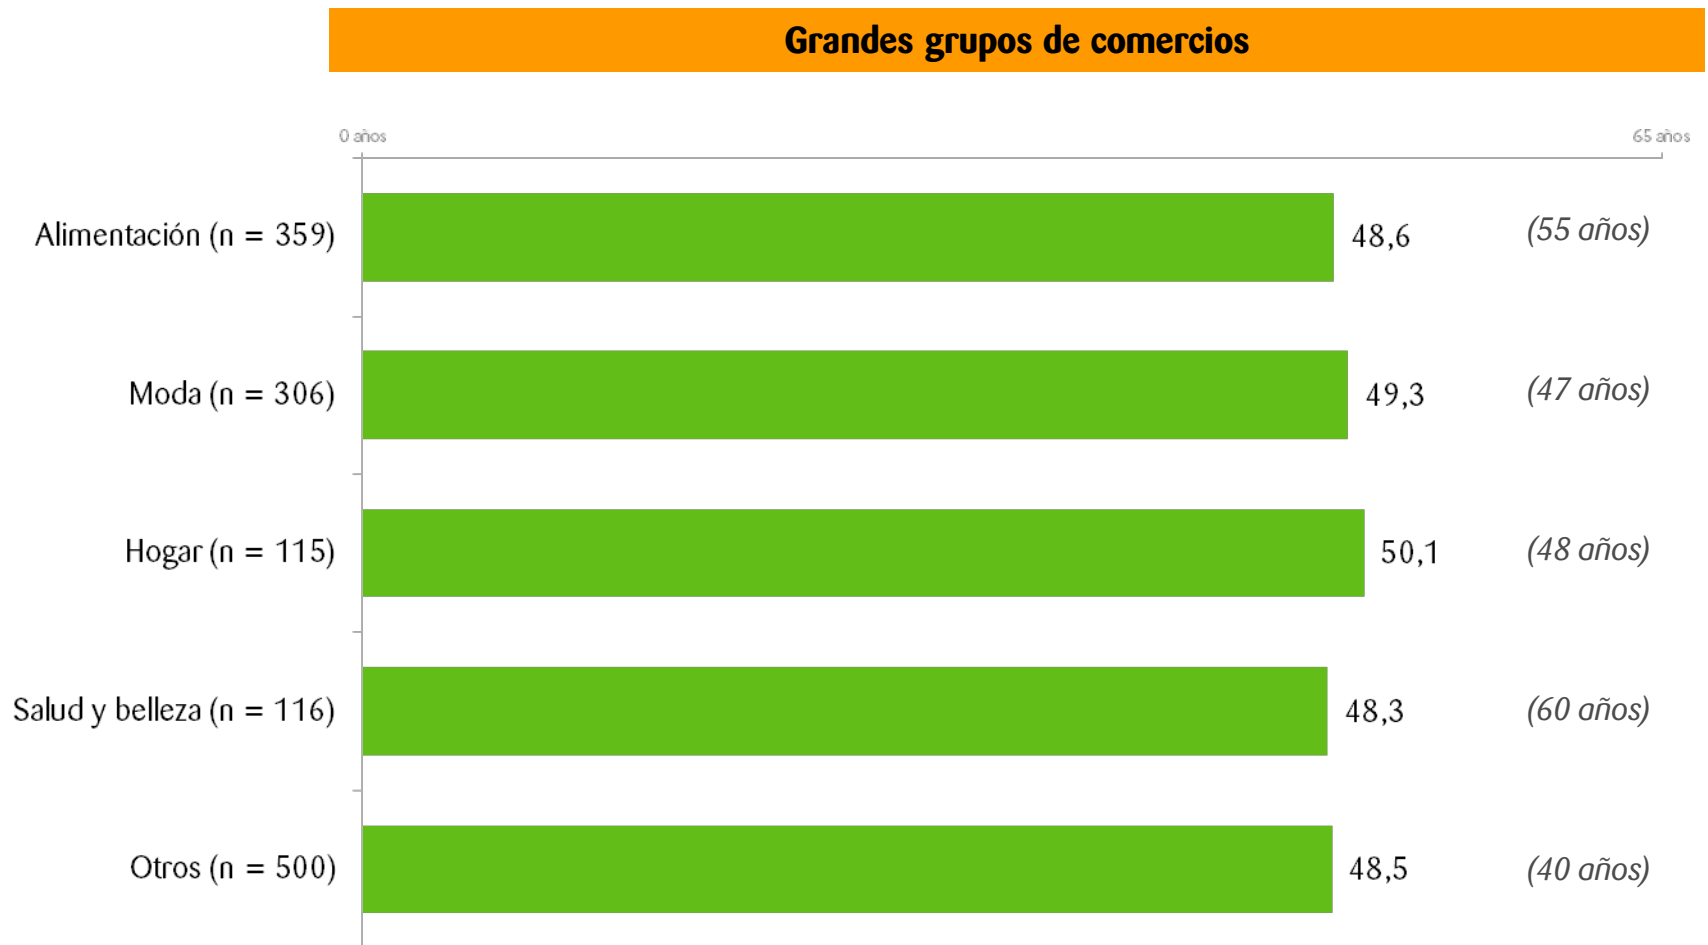 Grandes grupos de comercios
0 años 65 años
Alimentación (n = 359) 48,6 (55 años)
Moda (n = 306) 49,3 (47 años)
Hogar (n = 115) 50,1 (48 años)
Salud y belleza (n = 116) 48,3 (60 años)
Otros (n = 500) 48,5 (40 años)